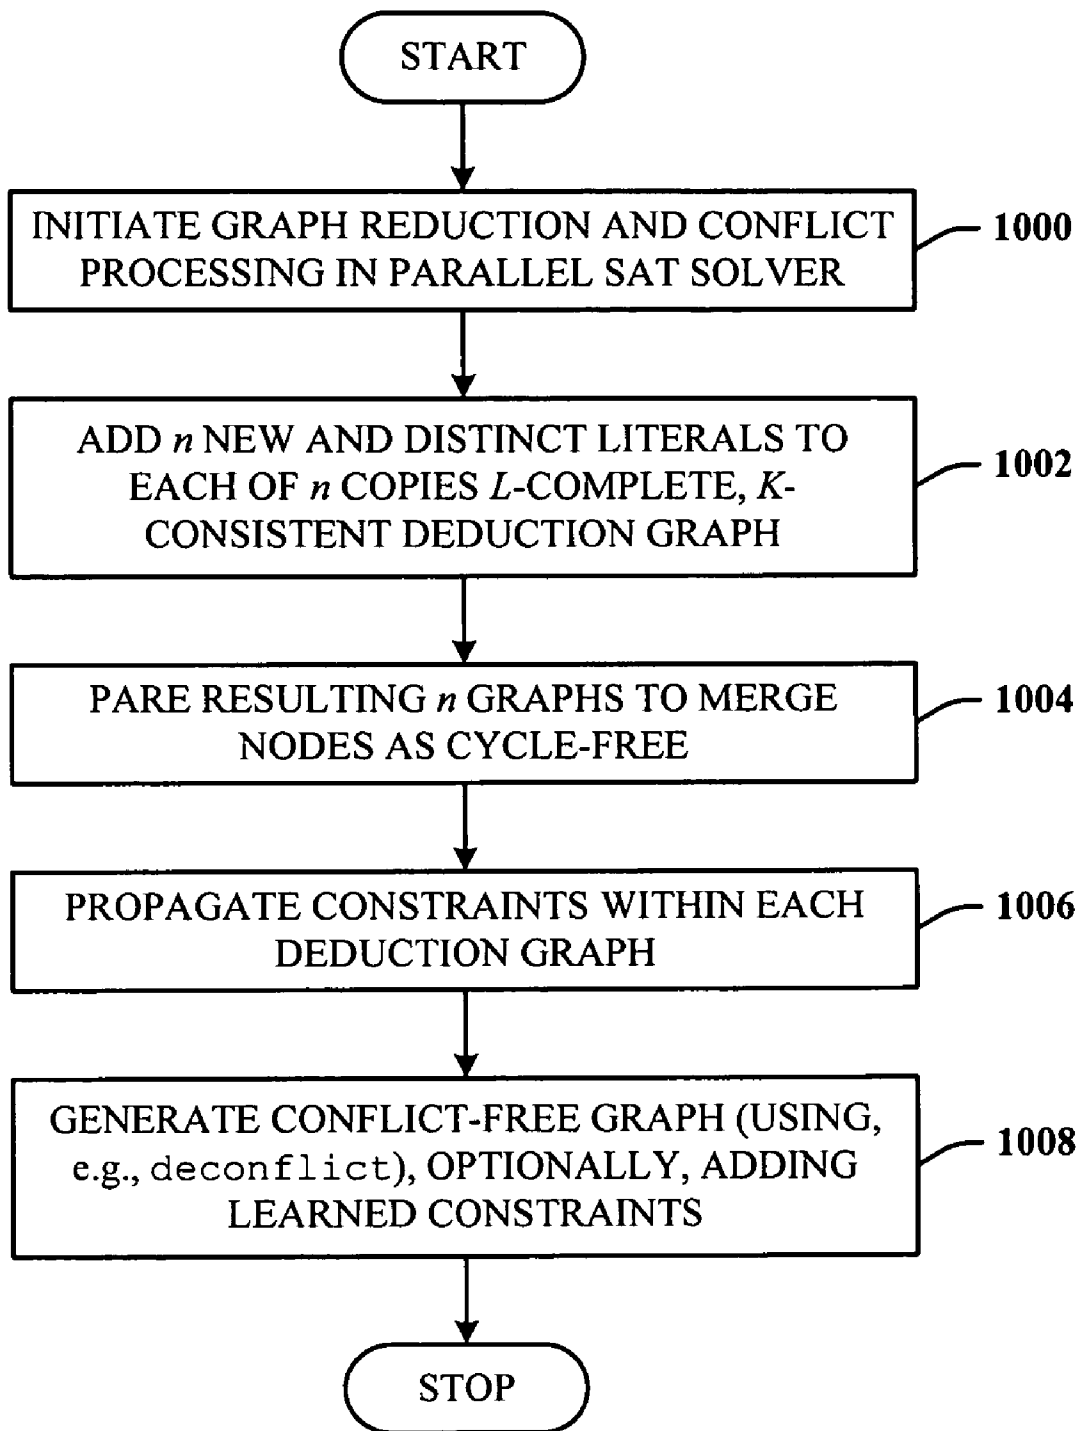 START
INITIATE GRAPH REDUCTION AND CONFLICT
PROCESSING IN PARALLEL SAT SOLVER
1000
ADD n NEW AND DISTINCT LITERALS TO
EACH OF n COPIES L-COMPLETE, K-
CONSISTENT DEDUCTION GRAPH
1002
PARE RESULTING n GRAPHS TO MERGE
NODES AS CYCLE-FREE
1004
PROPAGATE CONSTRAINTS WITHIN EACH
DEDUCTION GRAPH
1006
GENERATE CONFLICT-FREE GRAPH (USING,
e.g., deconflict), OPTIONALLY, ADDING
LEARNED CONSTRAINTS
1008
STOP